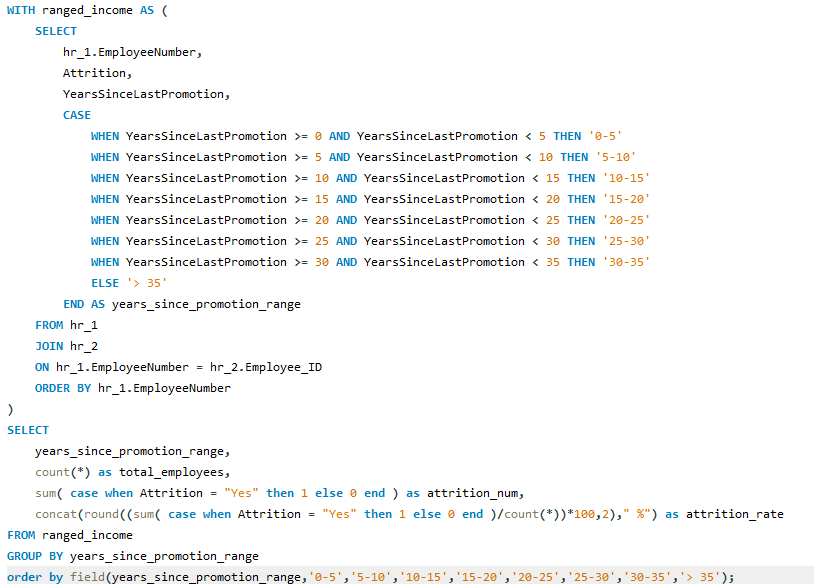 WITH ranged_income AS (
    SELECT
        hr_1.EmployeeNumber,
        Attrition,
        YearsSinceLastPromotion,
        CASE
            WHEN YearsSinceLastPromotion >= 0 AND YearsSinceLastPromotion < 5 THEN '0-5'
            WHEN YearsSinceLastPromotion >= 5 AND YearsSinceLastPromotion < 10 THEN '5-10'
            WHEN YearsSinceLastPromotion >= 10 AND YearsSinceLastPromotion < 15 THEN '10-15'
            WHEN YearsSinceLastPromotion >= 15 AND YearsSinceLastPromotion < 20 THEN '15-20'
            WHEN YearsSinceLastPromotion >= 20 AND YearsSinceLastPromotion < 25 THEN '20-25'
            WHEN YearsSinceLastPromotion >= 25 AND YearsSinceLastPromotion < 30 THEN '25-30'
            WHEN YearsSinceLastPromotion >= 30 AND YearsSinceLastPromotion < 35 THEN '30-35'
            ELSE '> 35'
        END AS years_since_promotion_range
    FROM hr_1
    JOIN hr_2
    ON hr_1.EmployeeNumber = hr_2.Employee_ID
    ORDER BY hr_1.EmployeeNumber
)
SELECT
    years_since_promotion_range,
    count(*) as total_employees,
    sum( case when Attrition = "Yes" then 1 else 0 end ) as attrition_num,
    concat(round((sum( case when Attrition = "Yes" then 1 else 0 end )/count(*))*100,2)," %") as attrition_rate
FROM ranged_income
GROUP BY years_since_promotion_range
order by field(years_since_promotion_range,'0-5','5-10','10-15','15-20','20-25','25-30','30-35','> 35');